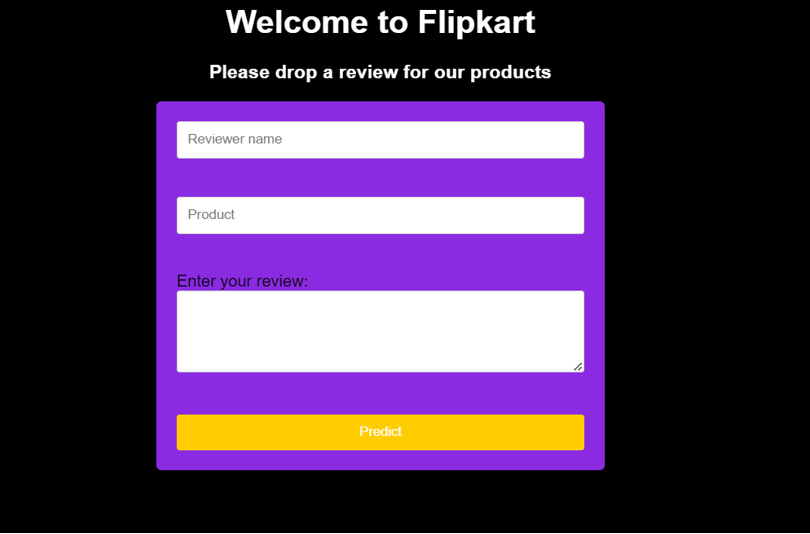 Welcome to Flipkart
Please drop a review for our products
Reviewer name
Product
Enter your review:
Predict